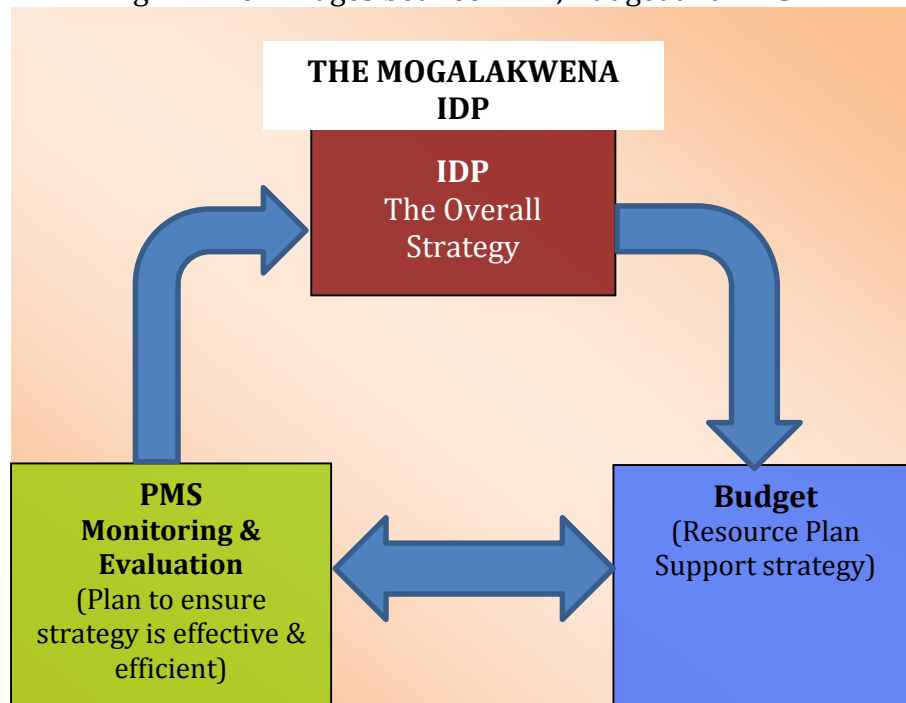 THE MOGALAKWENA
IDP
IDP
The Overall
Strategy
PMS
Monitoring &
Evaluation
(Plan to ensure
strategy is effective &
efficient)
Budget
(Resource Plan
Support strategy)